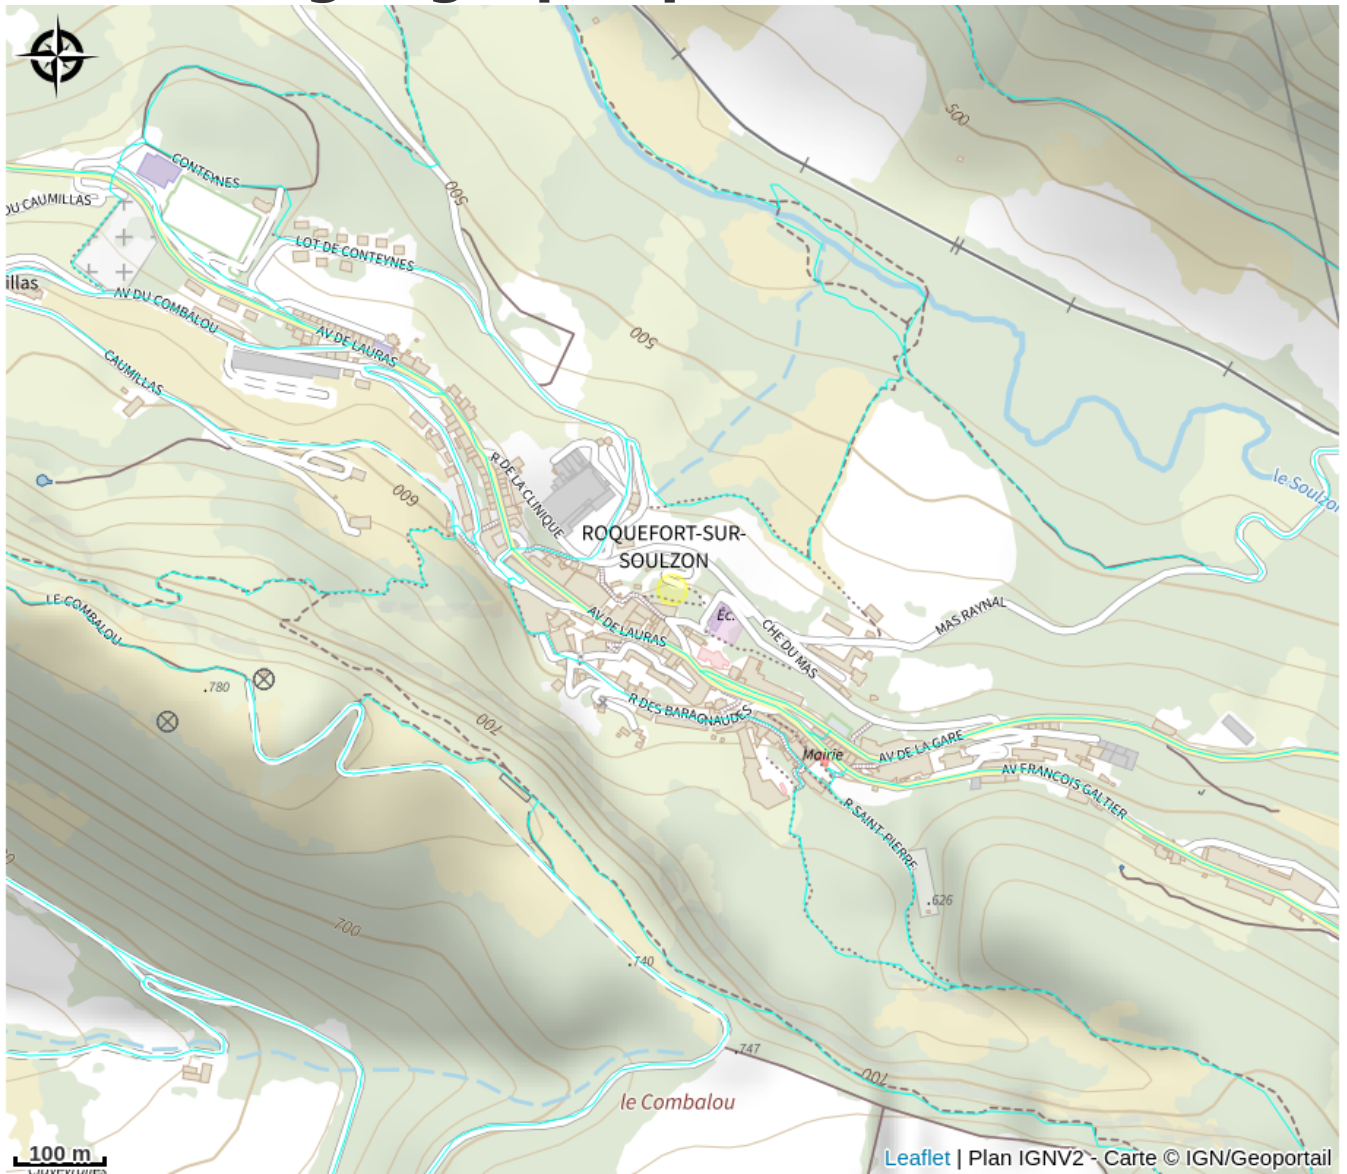 500
CONTEYNES
DU CAUMILLAS
500
LOT DE CONTEYNES
illas
AV DU COMBALOU
AV DE LAURAS
500
CAUMILLAS
R DE LA CLINIQUE
600
le Soulzon
ROQUEFORT-SUR-
SOULZON
LE COMBALOU
AV DE LAURAS
Éc.
CHE DU MAS
MAS RAYNAL
.780
700
R DES BARAGNAUDES
Mairie
AV DE LA GARE
AV FRANCOIS GALTIER
R SAINT-PIERRE
.626
700
.740
.747
700
le Combalou
100 m
Leaflet | Plan IGNV2 - Carte © IGN/Geoportail